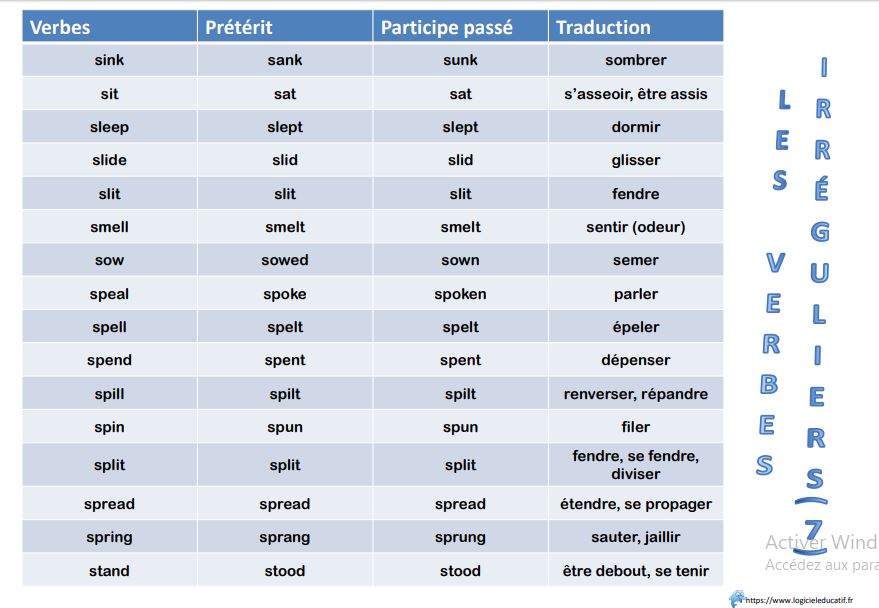 Verbes Prétérit Participe passé Traduction
sink sank sunk sombrer
sit sat sat s'asseoir, être assis
sleep slept slept dormir
slide slid slid glisser
slit slit slit fendre
smell smelt smelt sentir (odeur)
sow sowed sown semer
speal spoke spoken parler
spell spelt spelt épeler
spend spent spent dépenser
spill spilt spilt renverser, répandre
spin spun spun filer
split split split fendre, se fendre,
diviser
spread spread spread étendre, se propager
spring sprang sprung sauter, jaillir
stand stood stood être debout, se tenir
LES VERBES
IRRÉGULIERS (7)
Activer Wind
Accédez aux para
https://www.logicieleducatif.fr